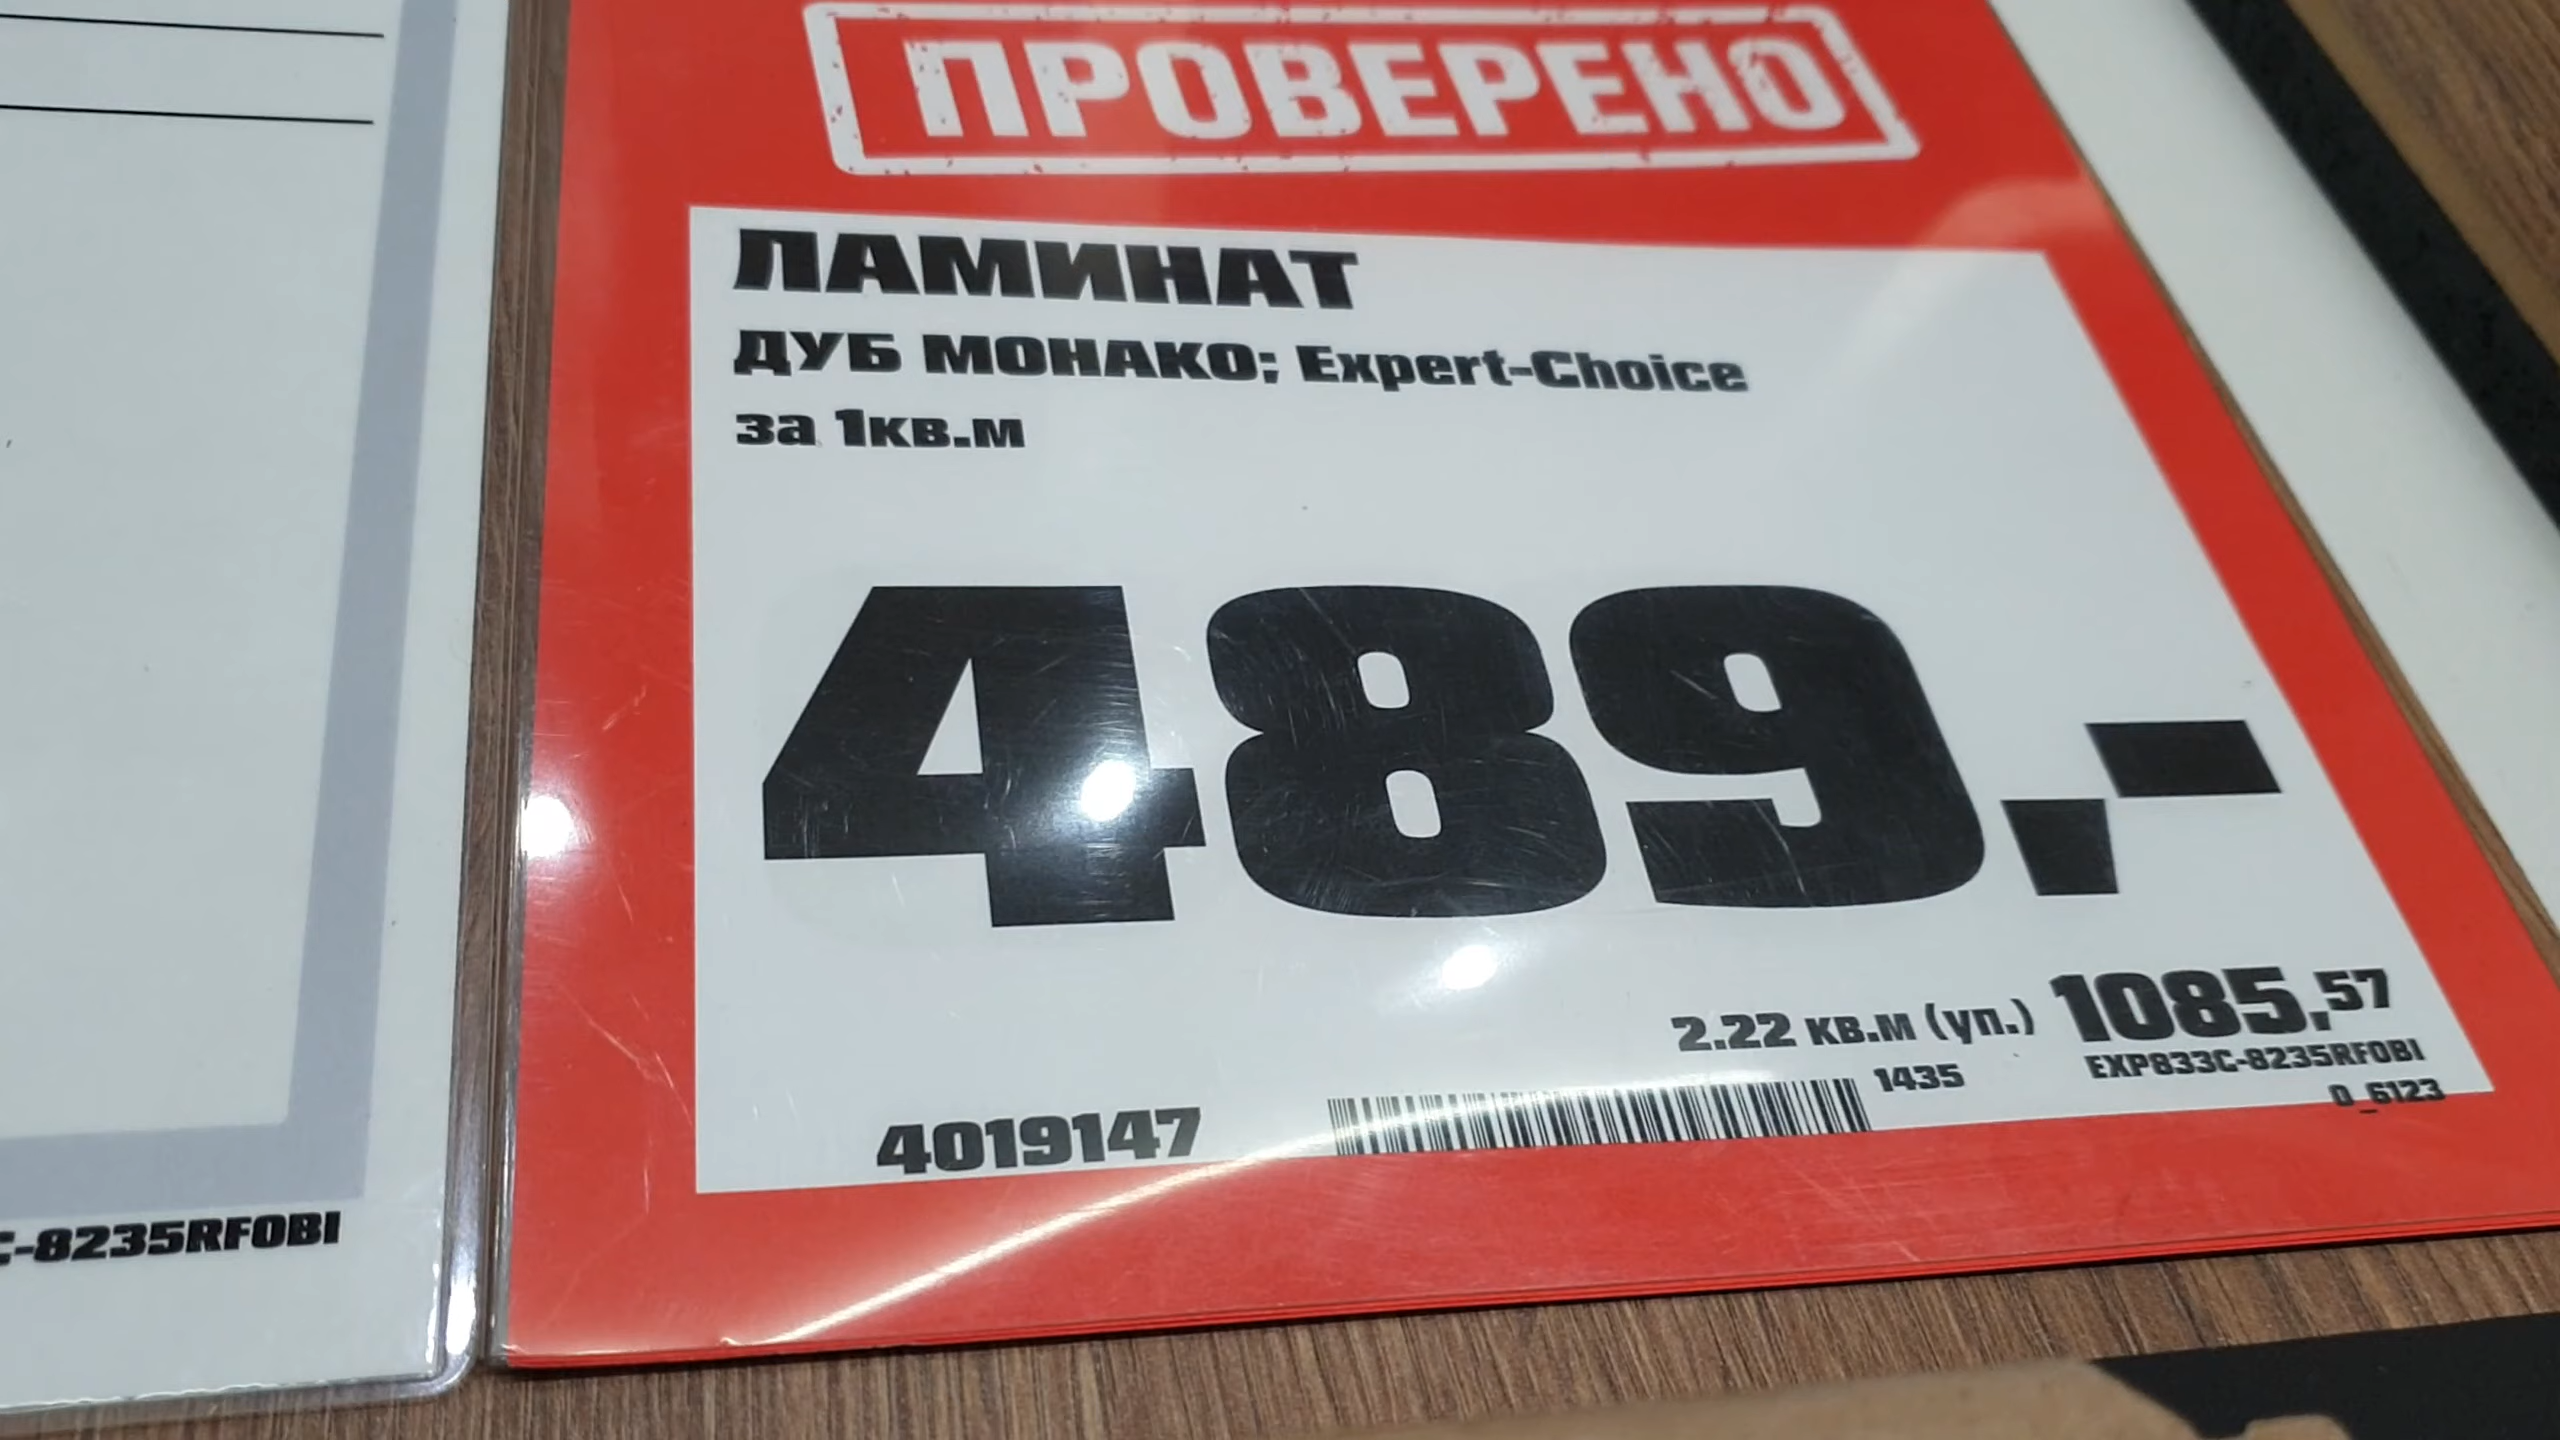 ПРОВЕРЕНО
ЛАМИНАТ
ДУБ МОНАКО; Expert-Choice
за 1кв.м
489,-
2.22 кв.м (уп.) 1085,57
1435 EXP833C-8235RFOBI
0_6123
4019147
C-8235RFOBI